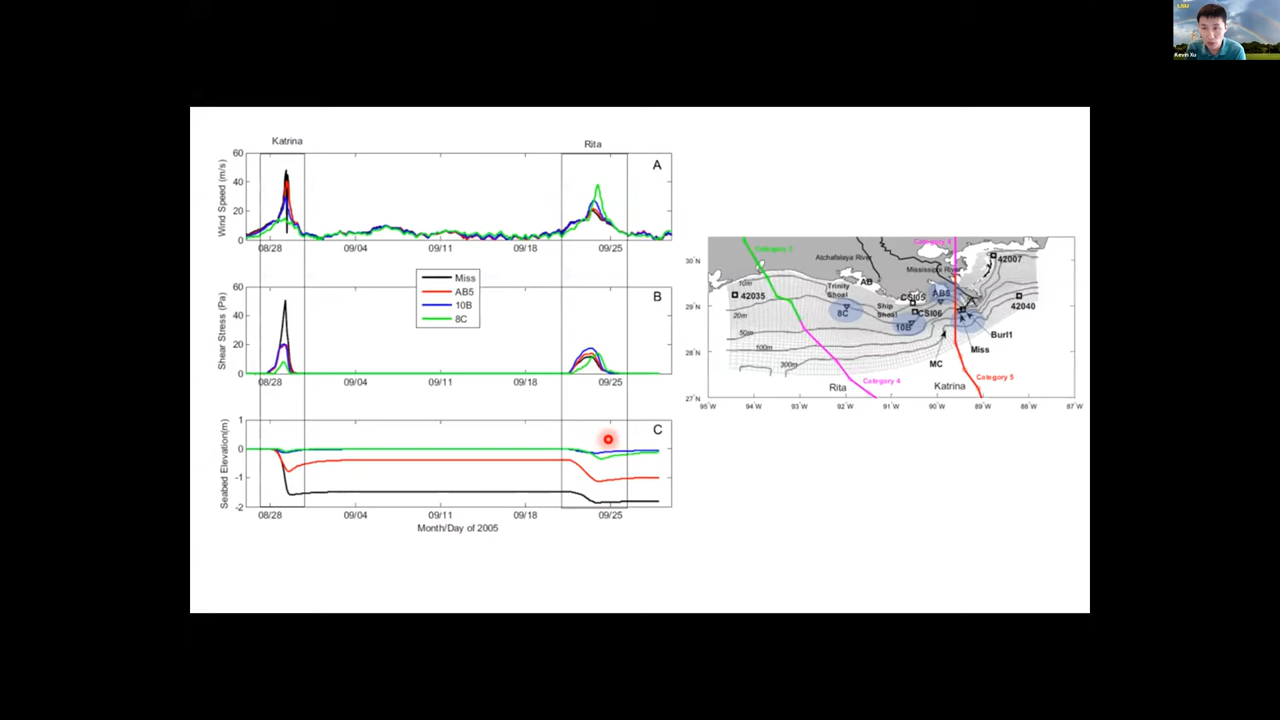 LSU
Kevin Xu
Katrina
Rita
Wind Speed (m/s)
60
40
20
0
A
08/28
09/04
09/11
09/18
09/25
Miss
AB5
10B
8C
Shear Stress (Pa)
60
40
20
0
B
08/28
09/04
09/11
09/18
09/25
Seabed Elevation(m)
1
0
-1
-2
C
08/28
09/04
09/11
09/18
09/25
Month/Day of 2005
30°N
29°N
28°N
27°N
Category 4
Atchafalaya River
Mississippi River
42007
10m
AB
Trinity
Shoal
42035
CSI05
AB5
42040
20m
8C
Ship
Shoal
CSI06
10B
50m
Burl1
100m
Miss
300m
MC
Category 4
Category 5
Rita
Katrina
95°W
94°W
93°W
92°W
91°W
90°W
89°W
88°W
87°W